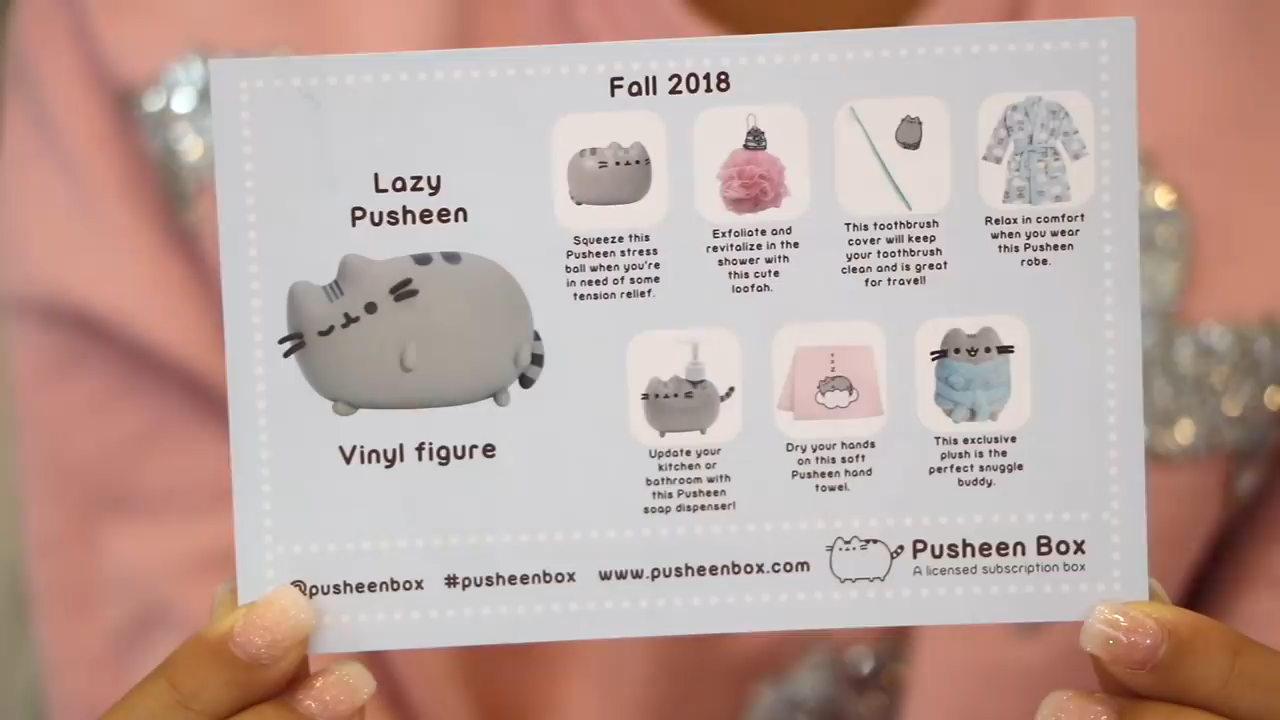 Fall 2018
Lazy
Pusheen
Vinyl figure
Squeeze this
Pusheen stress
ball when you're
in need of some
tension relief.
Exfoliate and
revitalize in the
shower with
this cute
loofah.
This toothbrush
cover will keep
your toothbrush
clean and is great
for travel!
Relax in comfort
when you wear
this Pusheen
robe.
Update your
kitchen or
bathroom with
this Pusheen
soap dispenser!
Dry your hands
on this soft
Pusheen hand
towel.
This exclusive
plush is the
perfect snuggle
buddy.
@pusheenbox #pusheenbox www.pusheenbox.com
Pusheen Box
A licensed subscription box